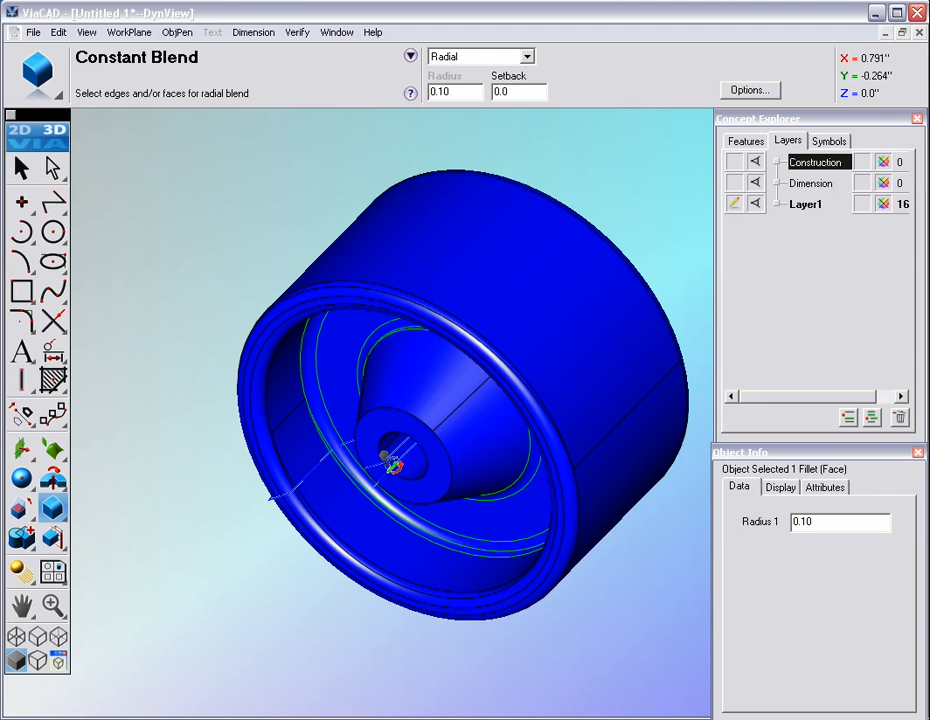 ViaCAD - [Untitled 1*--DynView]
File Edit View WorkPlane ObjPen Text Dimension Verify Window Help
Constant Blend
Select edges and/or faces for radial blend
Radial
Radius Setback
0.10 0.0
Options...
X = 0.791"
Y = -0.264"
Z = 0.0"
2D 3D
VIA
A
Concept Explorer
Features Layers Symbols
Construction 0
Dimension 0
Layer1 16
Object Info
Object Selected 1 Fillet (Face)
Data Display Attributes
Radius 1 0.10